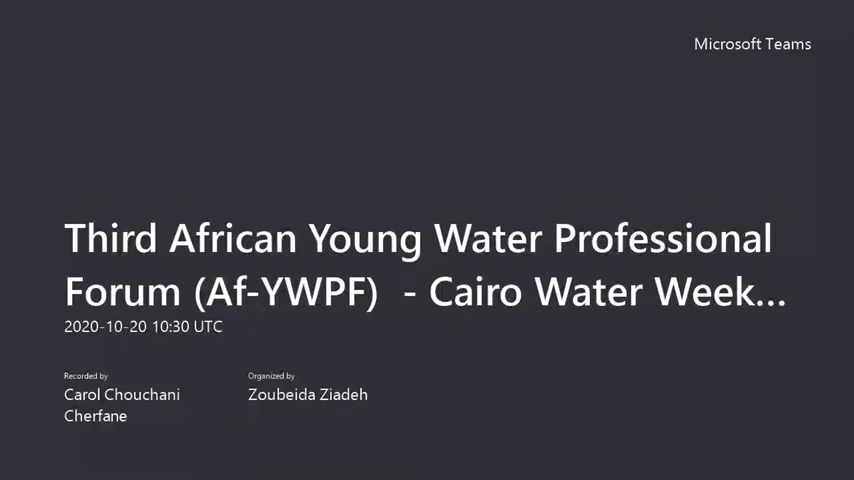 Microsoft Teams
Third African Young Water Professional
Forum (Af-YWPF)  - Cairo Water Week...
2020-10-20 10:30 UTC
Recorded by
Organized by
Carol Chouchani
Cherfane
Zoubeida Ziadeh